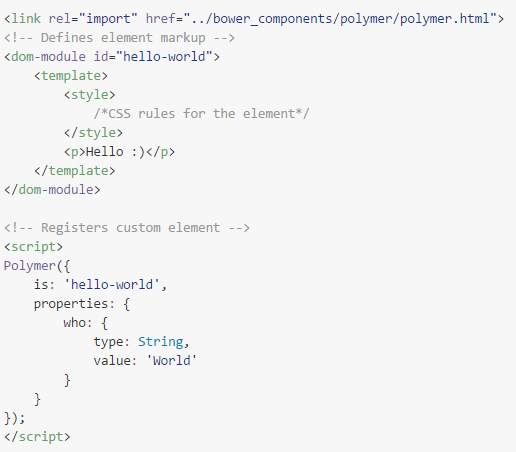 <link rel="import" href="../bower_components/polymer/polymer.html">
<!-- Defines element markup -->
<dom-module id="hello-world">
    <template>
        <style>
            /*CSS rules for the element*/
        </style>
        <p>Hello :)</p>
    </template>
</dom-module>

<!-- Registers custom element -->
<script>
Polymer({
    is: 'hello-world',
    properties: {
        who: {
            type: String,
            value: 'World'
        }
    }
});
</script>